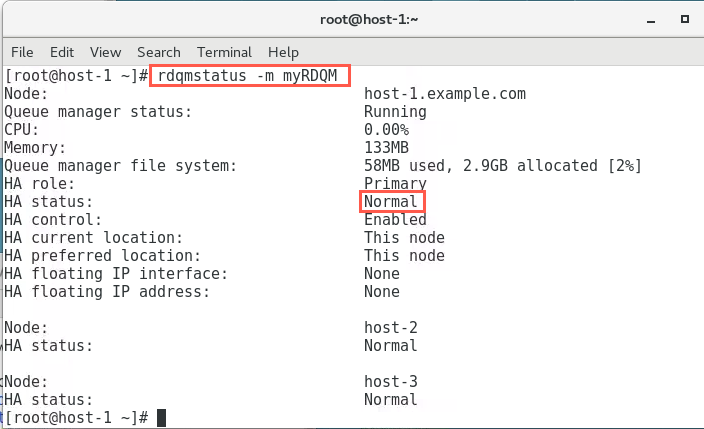 root@host-1:~
File Edit View Search Terminal Help
[root@host-1 ~]# rdqmstatus -m myRDQM
Node: host-1.example.com
Queue manager status: Running
CPU: 0.00%
Memory: 133MB
Queue manager file system: 58MB used, 2.9GB allocated [2%]
HA role: Primary
HA status: Normal
HA control: Enabled
HA current location: This node
HA preferred location: This node
HA floating IP interface: None
HA floating IP address: None
Node: host-2
HA status: Normal
Node: host-3
HA status: Normal
[root@host-1 ~]#